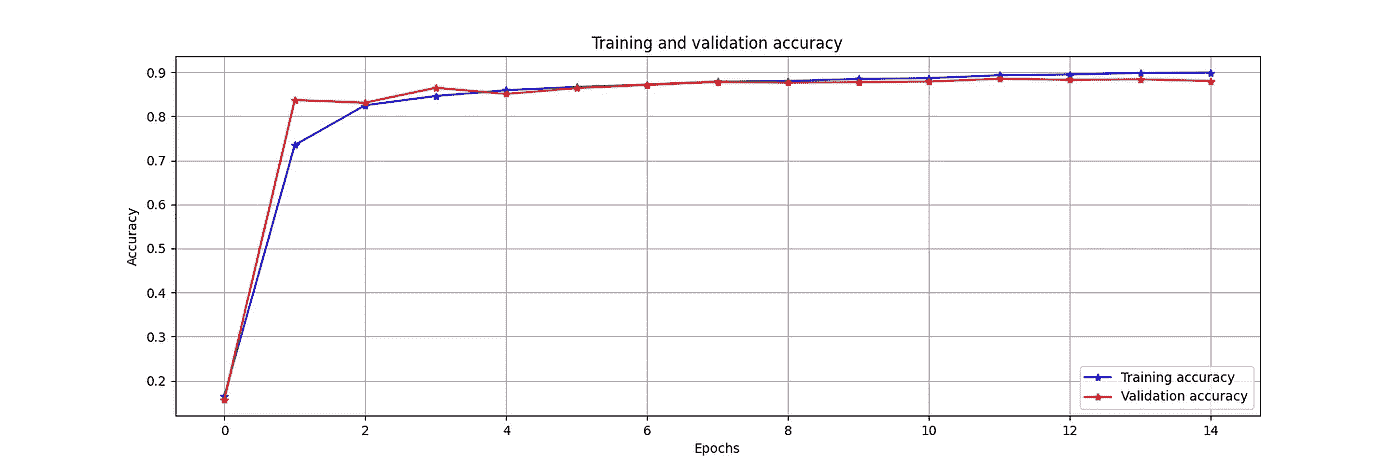 Training and validation accuracy
0.9
0.8
0.7
0.6
0.5
0.4
0.3
0.2
Accuracy
0 2 4 6 8 10 12 14
Epochs
Training accuracy
Validation accuracy